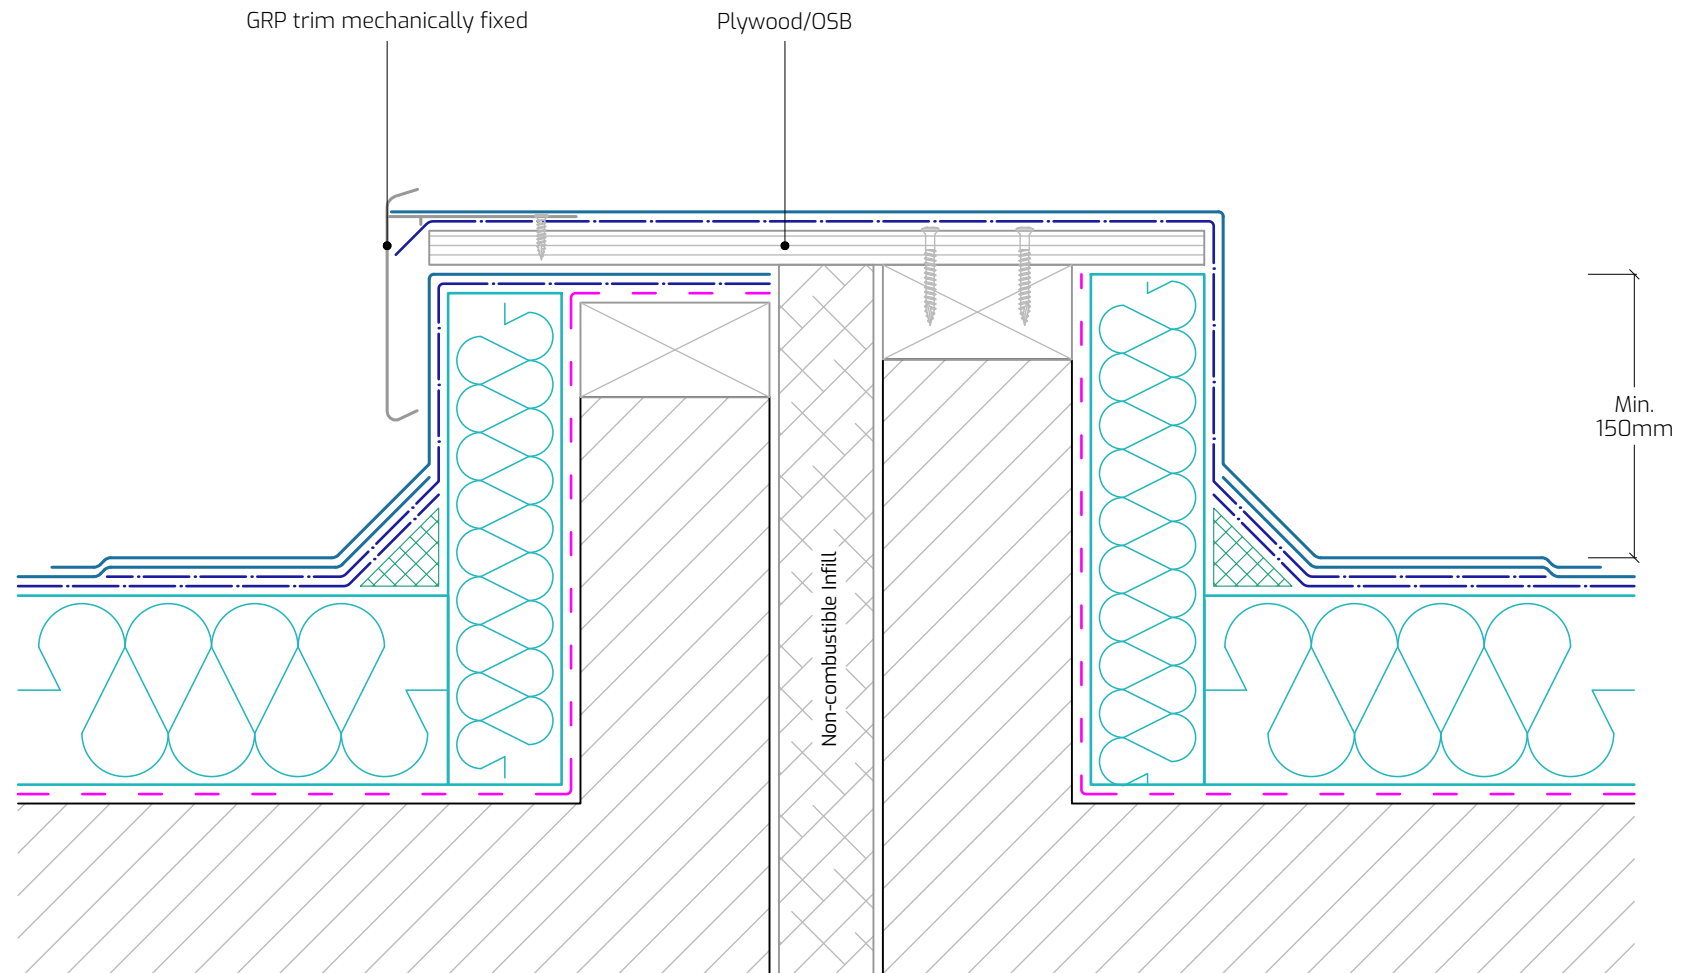 GRP trim mechanically fixed
Plywood/OSB
Min.
150mm
Non-combustible Infill